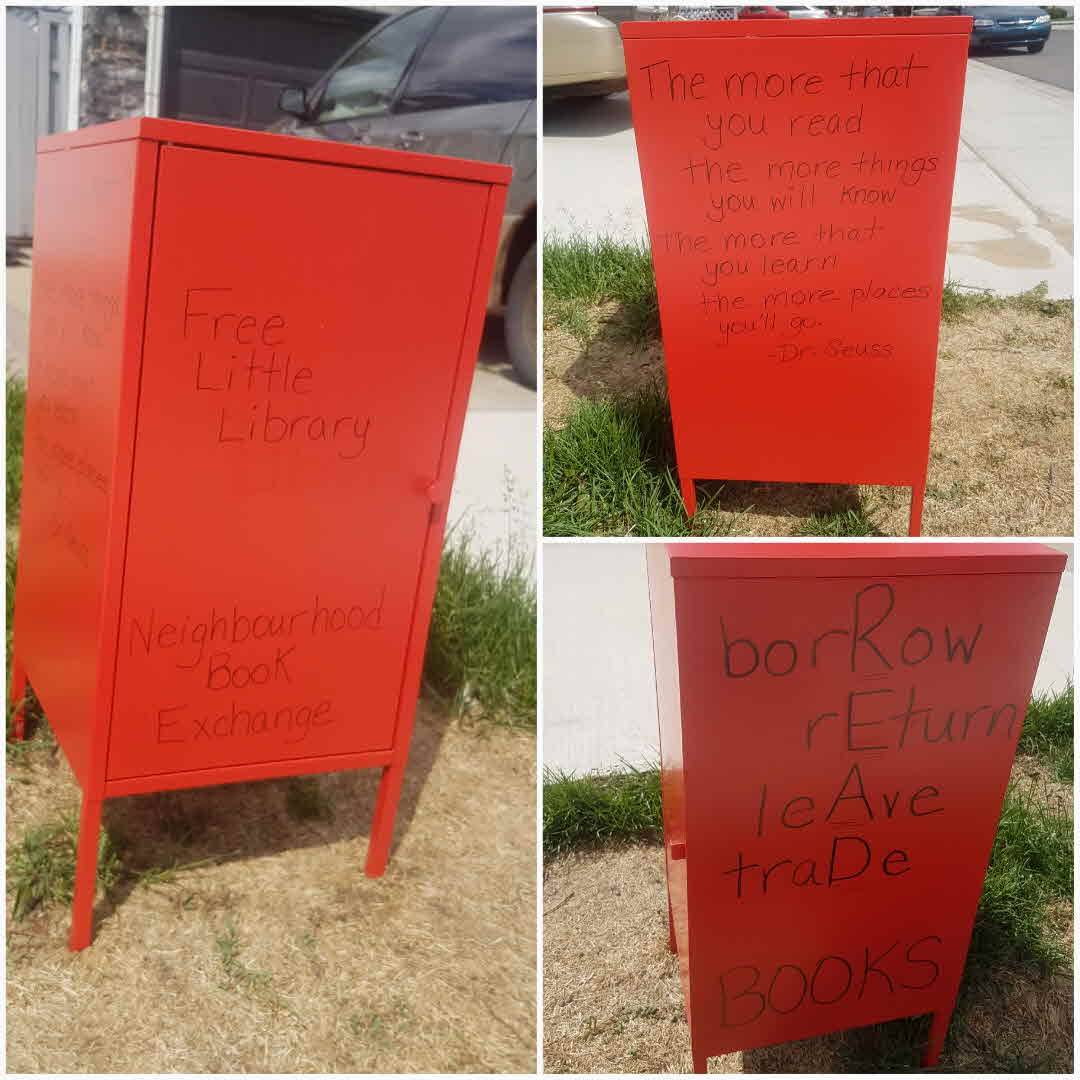 Free
Little
Library
Neighbourhood
Book
Exchange
The more that
you read
the more things
you will know
The more that
you learn
the more places
you'll go.
-Dr. Seuss
borRow
rEturn
leAve
traDe
BOOKS